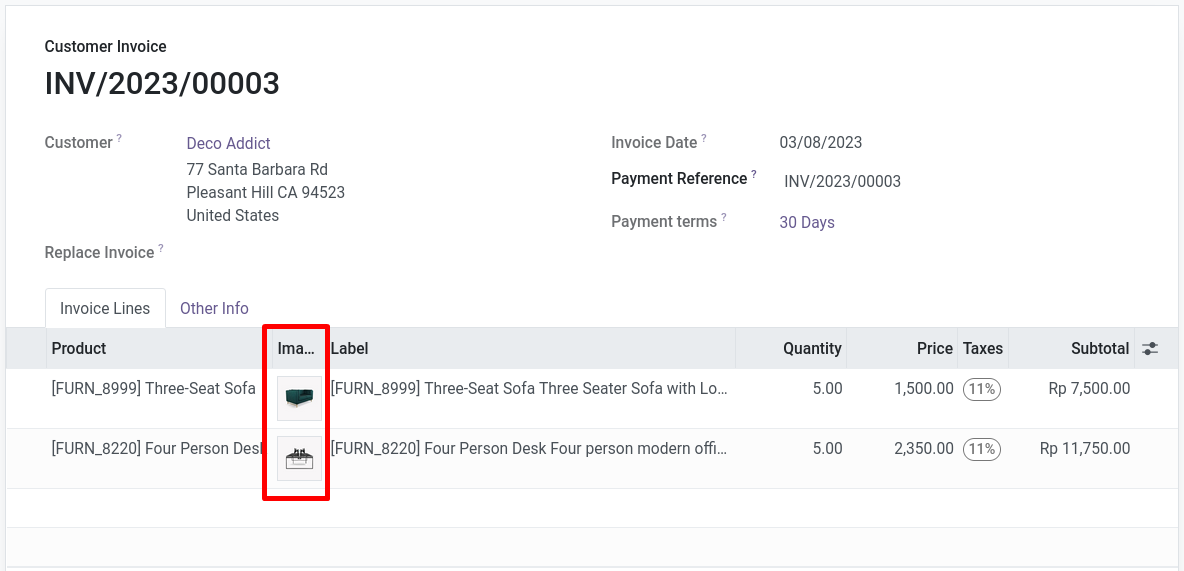 Customer Invoice
INV/2023/00003
Customer ? Deco Addict
77 Santa Barbara Rd
Pleasant Hill CA 94523
United States
Replace Invoice ?
Invoice Date ? 03/08/2023
Payment Reference ? INV/2023/00003
Payment terms ? 30 Days
Invoice Lines Other Info
Product Ima... Label Quantity Price Taxes Subtotal
[FURN_8999] Three-Seat Sofa [FURN_8999] Three-Seat Sofa Three Seater Sofa with Lo... 5.00 1,500.00 11% Rp 7,500.00
[FURN_8220] Four Person Desk [FURN_8220] Four Person Desk Four person modern offi... 5.00 2,350.00 11% Rp 11,750.00